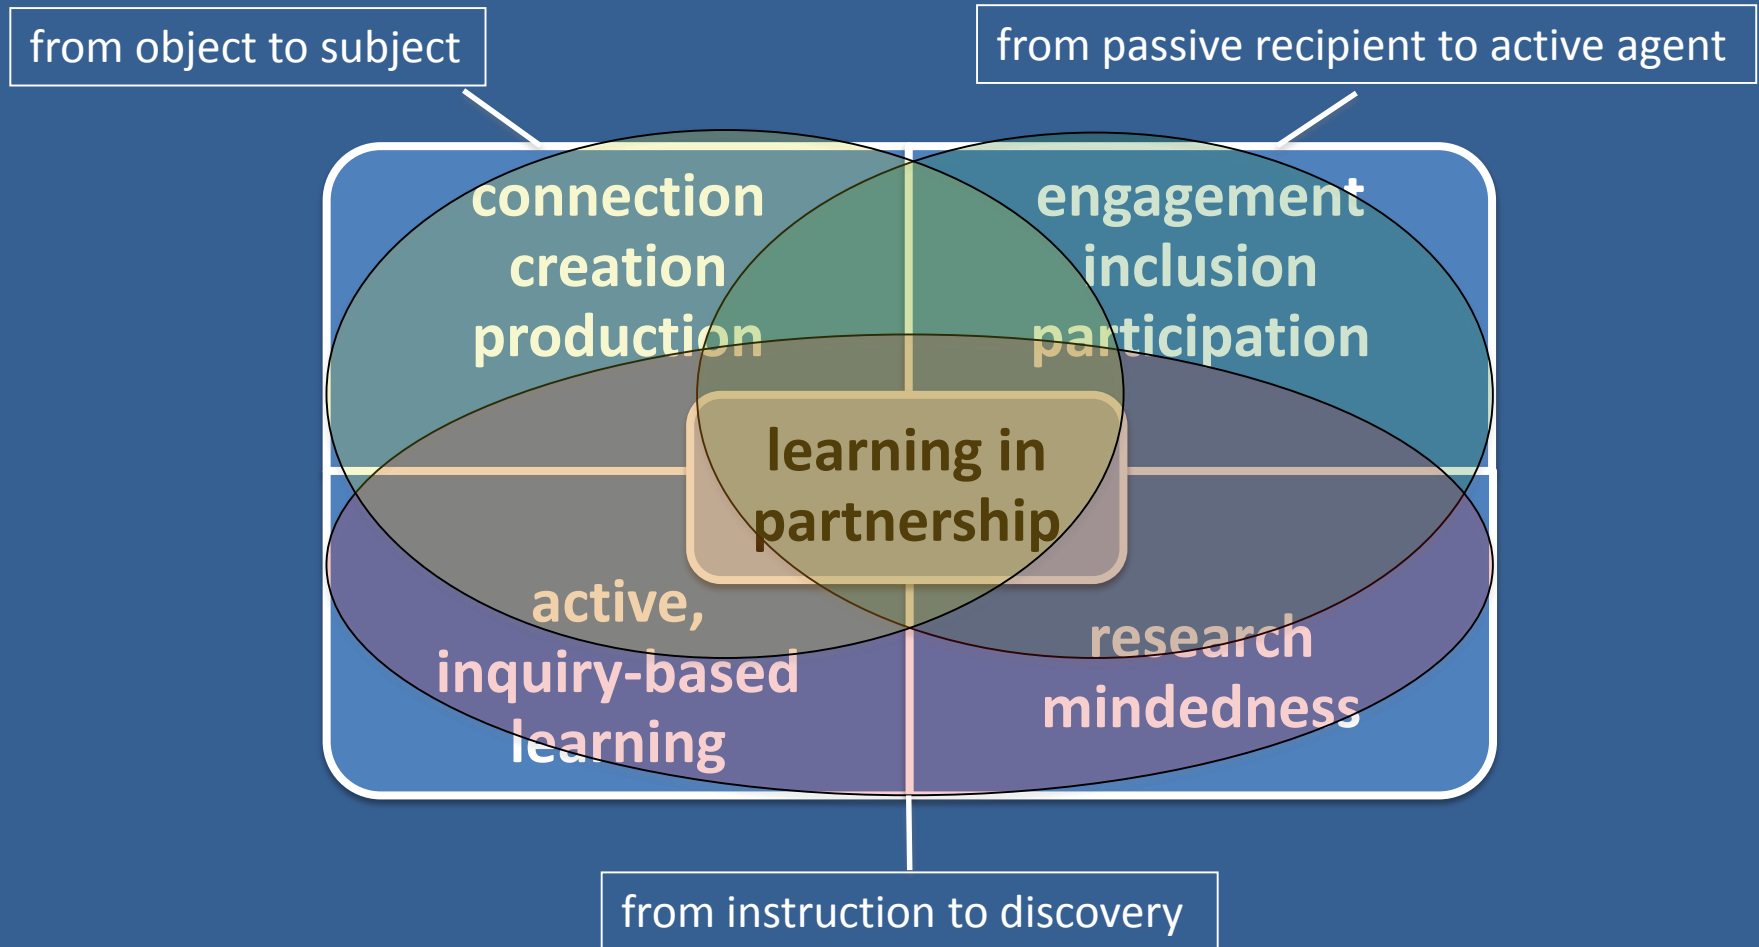 from object to subject
from passive recipient to active agent
connection
creation
production
engagement
inclusion
participation
learning in
partnership
active,
inquiry-based
learning
research
mindedness
from instruction to discovery